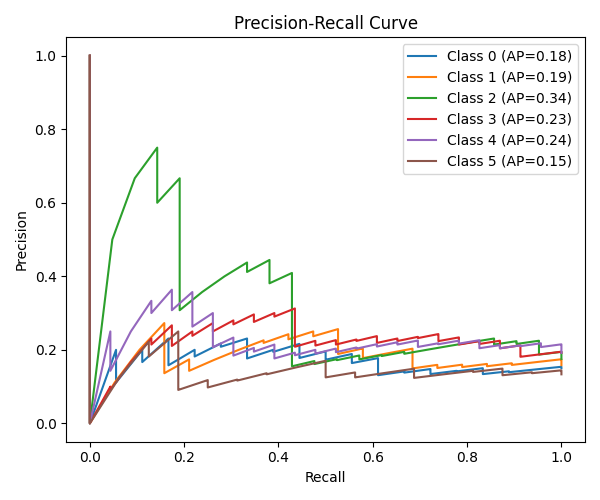 Precision-Recall Curve
Class 0 (AP=0.18)
Class 1 (AP=0.19)
Class 2 (AP=0.34)
Class 3 (AP=0.23)
Class 4 (AP=0.24)
Class 5 (AP=0.15)
1.0
0.8
0.6
0.4
0.2
0.0
Precision
0.0 0.2 0.4 0.6 0.8 1.0
Recall